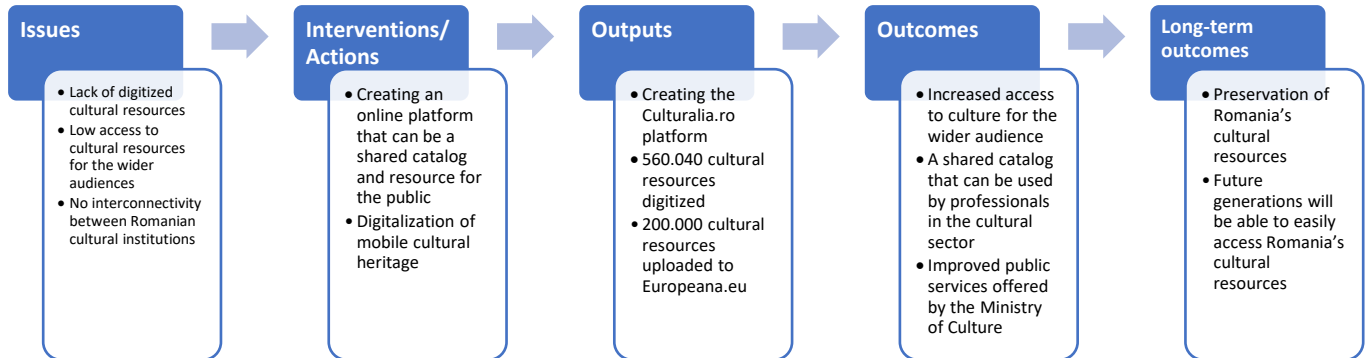 Issues
• Lack of digitized
cultural resources
• Low access to
cultural resources
for the wider
audiences
• No interconnectivity
between Romanian
cultural institutions
Interventions/
Actions
• Creating an
online platform
that can be a
shared catalog
and resource for
the public
• Digitalization of
mobile cultural
heritage
Outputs
• Creating the
Culturalia.ro
platform
• 560.040 cultural
resources
digitized
• 200.000 cultural
resources
uploaded to
Europeana.eu
Outcomes
• Increased access
to culture for the
wider audience
• A shared catalog
that can be used
by professionals
in the cultural
sector
• Improved public
services offered
by the Ministry
of Culture
Long-term
outcomes
• Preservation of
Romania’s
cultural
resources
• Future
generations will
be able to easily
access Romania’s
cultural
resources